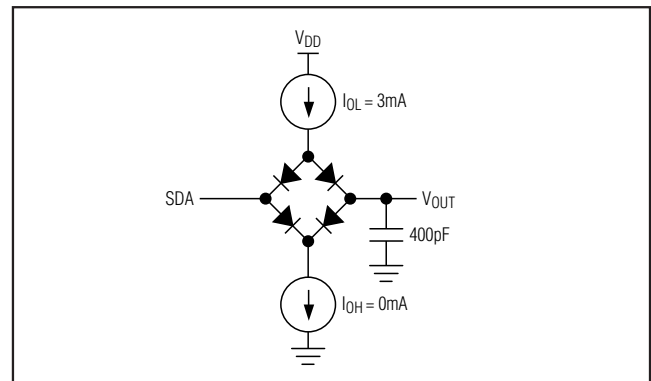 VDD
IOL = 3mA
SDA
VOUT
400pF
IOH = 0mA